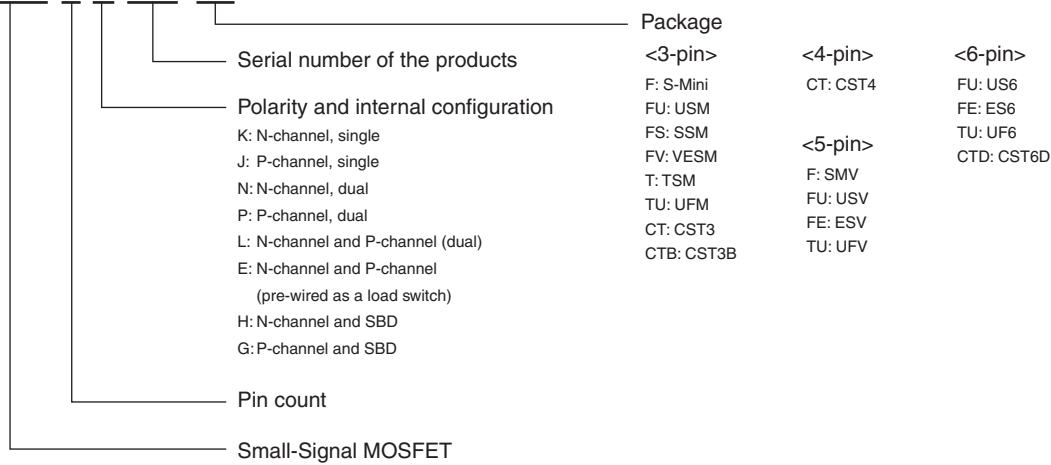 Package
<3-pin>
F: S-Mini
FU: USM
FS: SSM
FV: VESM
T: TSM
TU: UFM
CT: CST3
CTB: CST3B
<4-pin>
CT: CST4
<5-pin>
F: SMV
FU: USV
FE: ESV
TU: UFV
<6-pin>
FU: US6
FE: ES6
TU: UF6
CTD: CST6D
Serial number of the products
Polarity and internal configuration
K: N-channel, single
J: P-channel, single
N: N-channel, dual
P: P-channel, dual
L: N-channel and P-channel (dual)
E: N-channel and P-channel
(pre-wired as a load switch)
H: N-channel and SBD
G: P-channel and SBD
Pin count
Small-Signal MOSFET